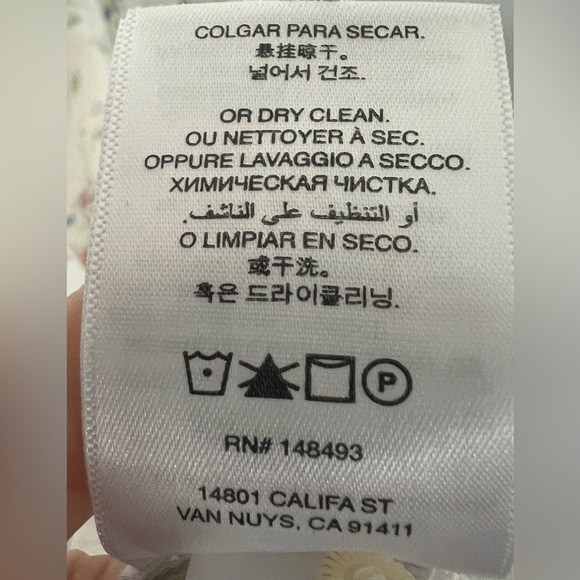 COLGAR PARA SECAR.
悬挂晾干。
널어서 건조.
OR DRY CLEAN.
OU NETTOYER À SEC.
OPPURE LAVAGGIO A SECCO.
ХИМИЧЕСКАЯ ЧИСТКА.
أو التنظيف على الناشف.
O LIMPIAR EN SECO.
或干洗。
혹은 드라이클리닝.
P
RN# 148493
14801 CALIFA ST
VAN NUYS, CA 91411